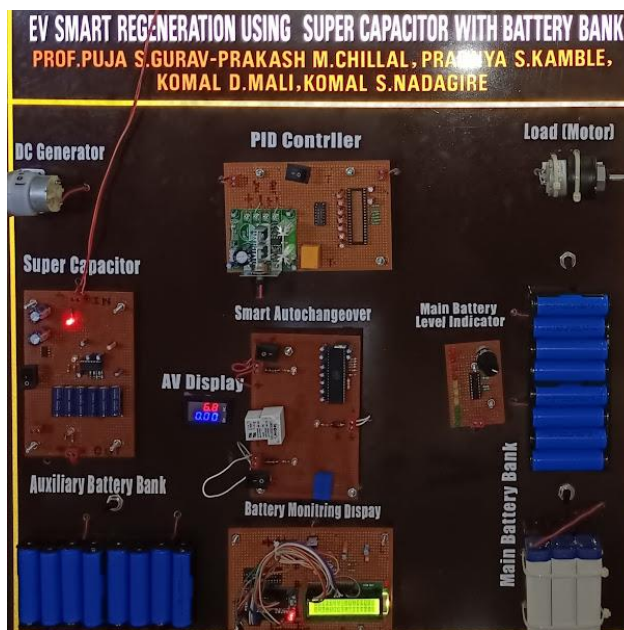 EV SMART REGENERATION USING SUPER CAPACITOR WITH BATTERY BANK
PROF.PUJA S.GURAV-PRAKASH M.CHILLAL, PRADNYA S.KAMBLE,
KOMAL D.MALI,KOMAL S.NADAGIRE
DC Generator
PID Contrller
Load (Motor)
Super Capacitor
Smart Autochangeover
Main Battery
Level Indicator
AV Display
6.8
0.00
Auxiliary Battery Bank
Battery Monitring Dispay
Main Battery Bank